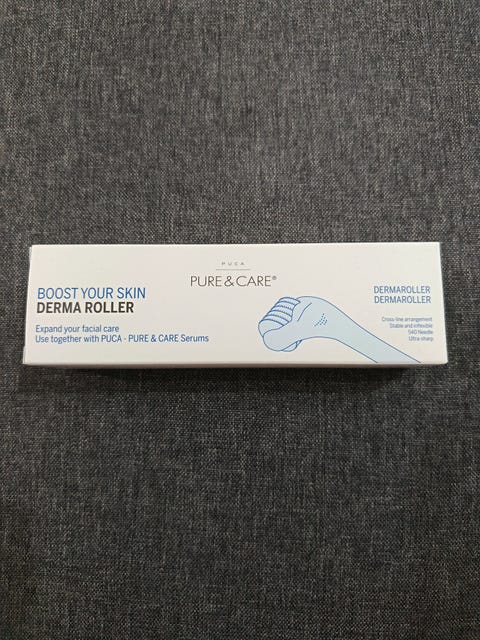 PUCA
PURE & CARE®
BOOST YOUR SKIN
DERMA ROLLER
Expand your facial care
Use together with PUCA - PURE & CARE Serums
DERMAROLLER
DERMAROLLER
Cross-line arrangement
Stable and inflexible
540 Needle
Ultra sharp